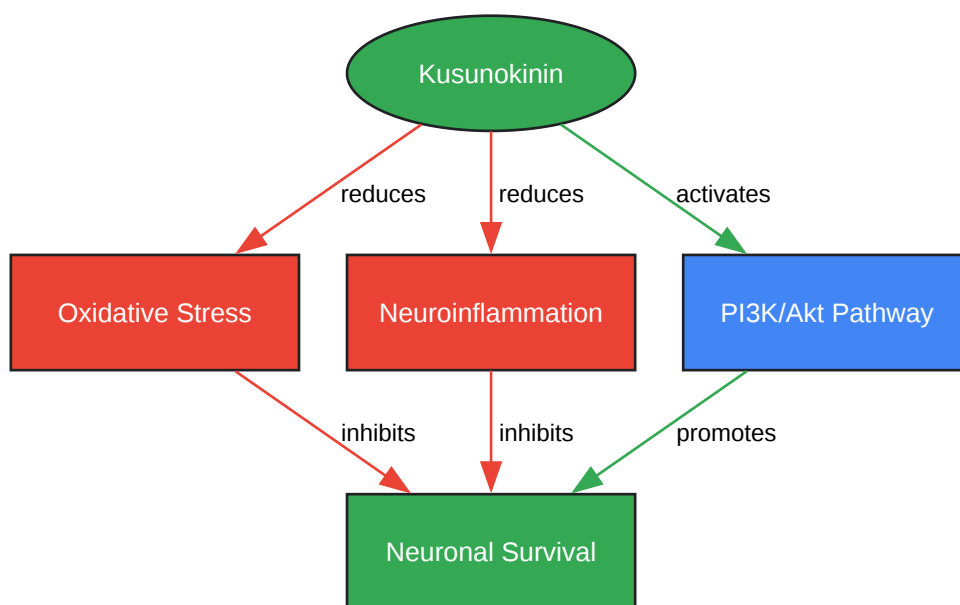 Kusunokinin
reduces
reduces
activates
Oxidative Stress
Neuroinflammation
PI3K/Akt Pathway
inhibits
inhibits
promotes
Neuronal Survival